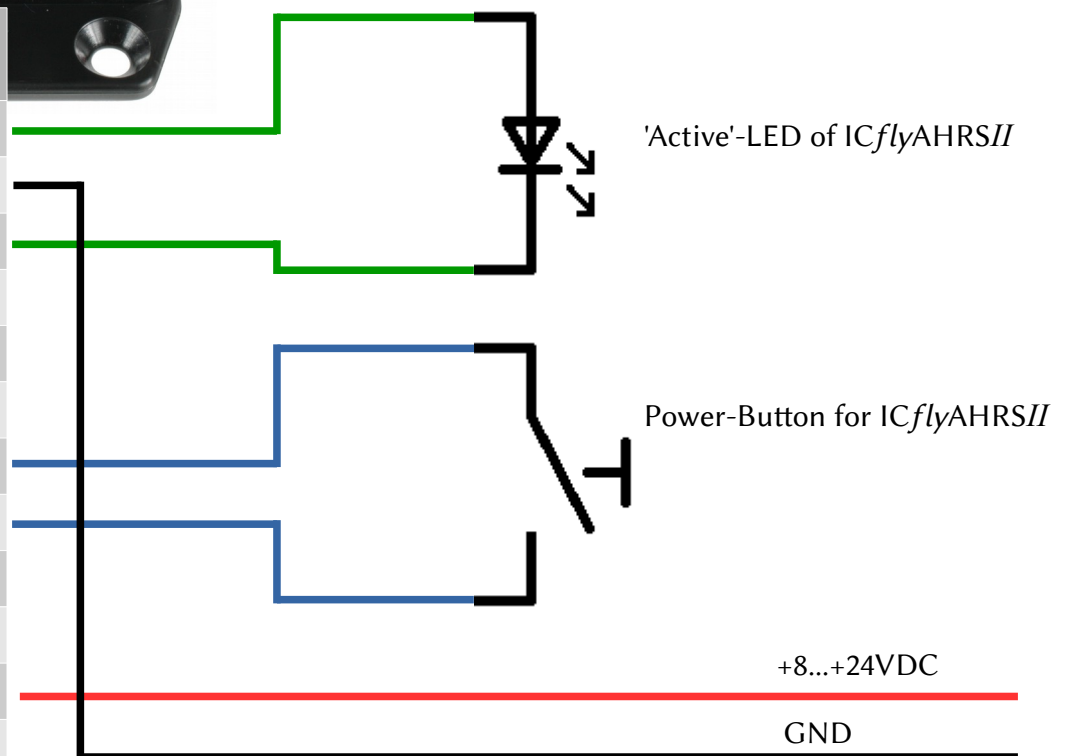 'Active'-LED of ICflyAHRSII
Power-Button for ICflyAHRSII
+8...+24VDC
GND